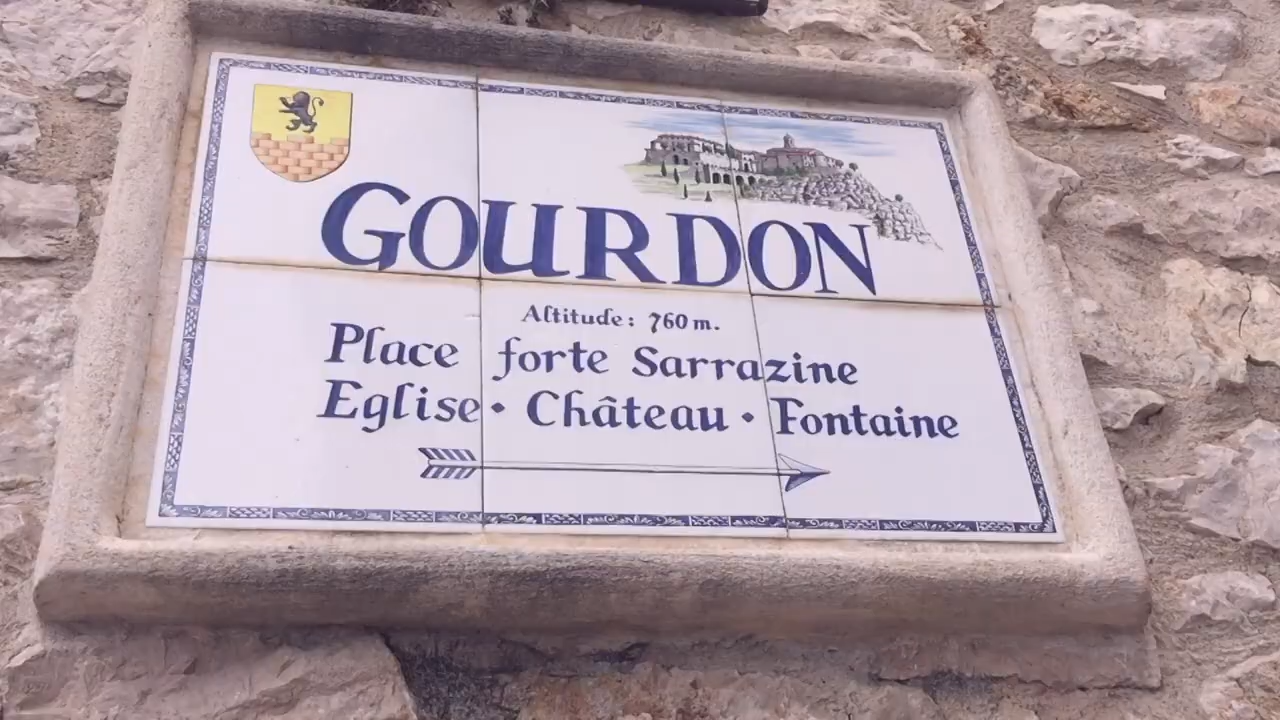 GOURDON
Altitude: 760 m.
Place forte Sarrazine
Eglise • Château • Fontaine